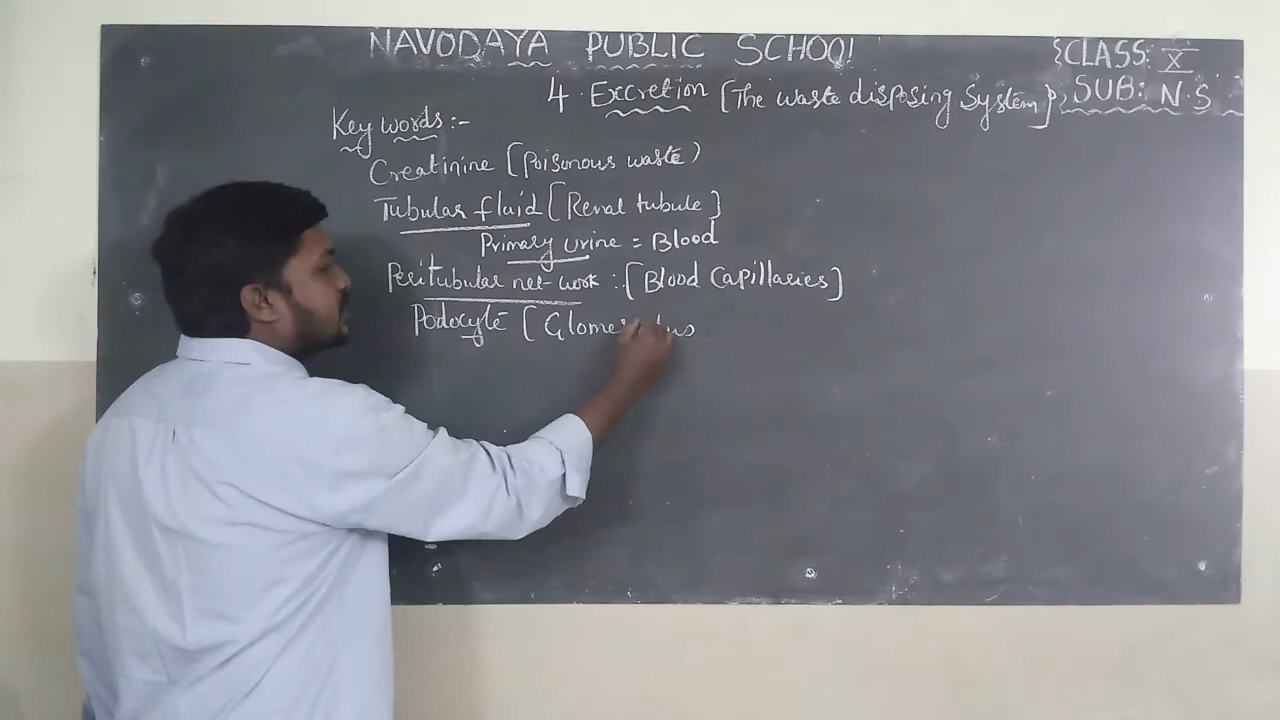 NAVODAYA PUBLIC SCHOOL
{CLASS: X
4. Excretion [The waste disposing System]
SUB: N.S
Key words:-
Creatinine [Poisonous waste)
Tubular fluid [Renal tubule]
Primary urine = Blood
Peritubular net-work :[Blood Capillaries]
Podocyte [